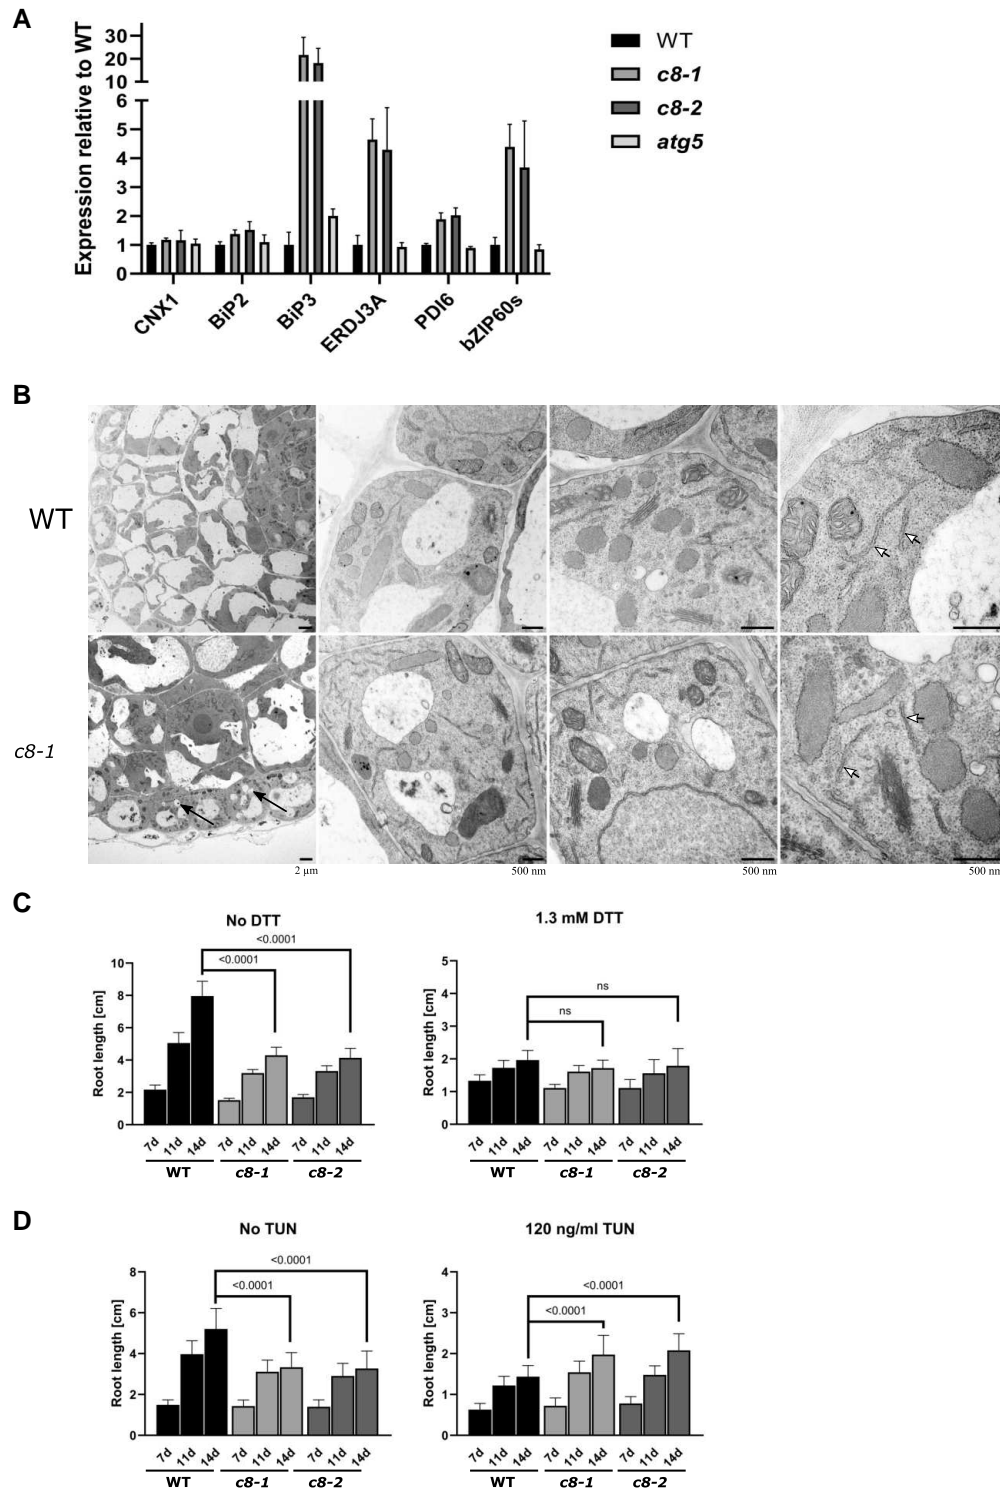 A
Expression relative to WT
30
20
10
6
5
4
3
2
1
0
CNX1
BiP2
BiP3
ERDJ3A
PDI6
bZIP60s
WT
c8-1
c8-2
atg5
B
WT
c8-1
2 µm
500 nm
500 nm
500 nm
C
No DTT
<0.0001
<0.0001
Root length [cm]
10
8
6
4
2
0
7d 11d 14d 7d 11d 14d 7d 11d 14d
WT c8-1 c8-2
1.3 mM DTT
ns
ns
Root length [cm]
5
4
3
2
1
0
7d 11d 14d 7d 11d 14d 7d 11d 14d
WT c8-1 c8-2
D
No TUN
<0.0001
<0.0001
Root length [cm]
8
6
4
2
0
7d 11d 14d 7d 11d 14d 7d 11d 14d
WT c8-1 c8-2
120 ng/ml TUN
<0.0001
<0.0001
Root length [cm]
4
3
2
1
0
7d 11d 14d 7d 11d 14d 7d 11d 14d
WT c8-1 c8-2